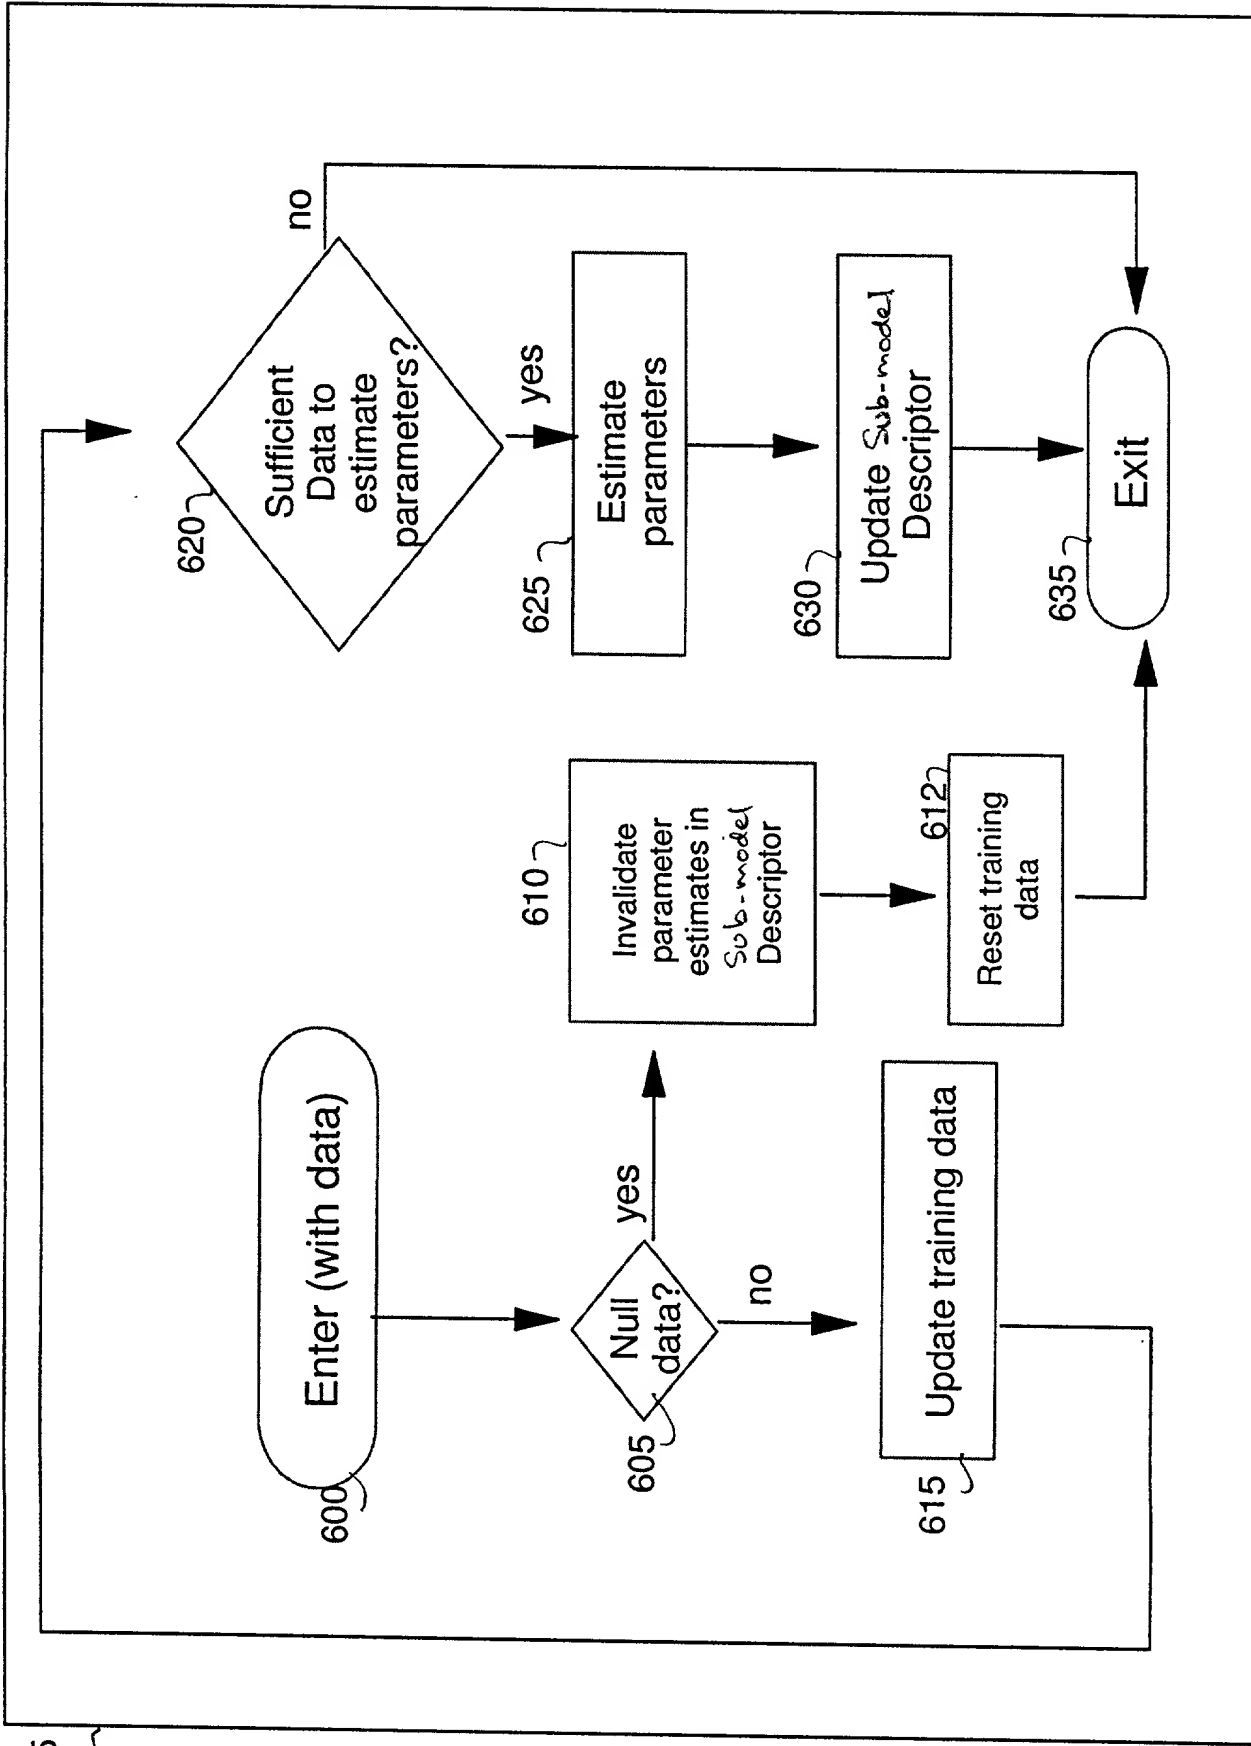 Enter (with data)
600
Null
data?
605
yes
no
Invalidate
parameter
estimates in
Sub-model
Descriptor
610
Reset training
data
612
Update training data
615
Sufficient
Data to
estimate
parameters?
620
no
yes
Estimate
parameters
625
Update Sub-model
Descriptor
630
Exit
635